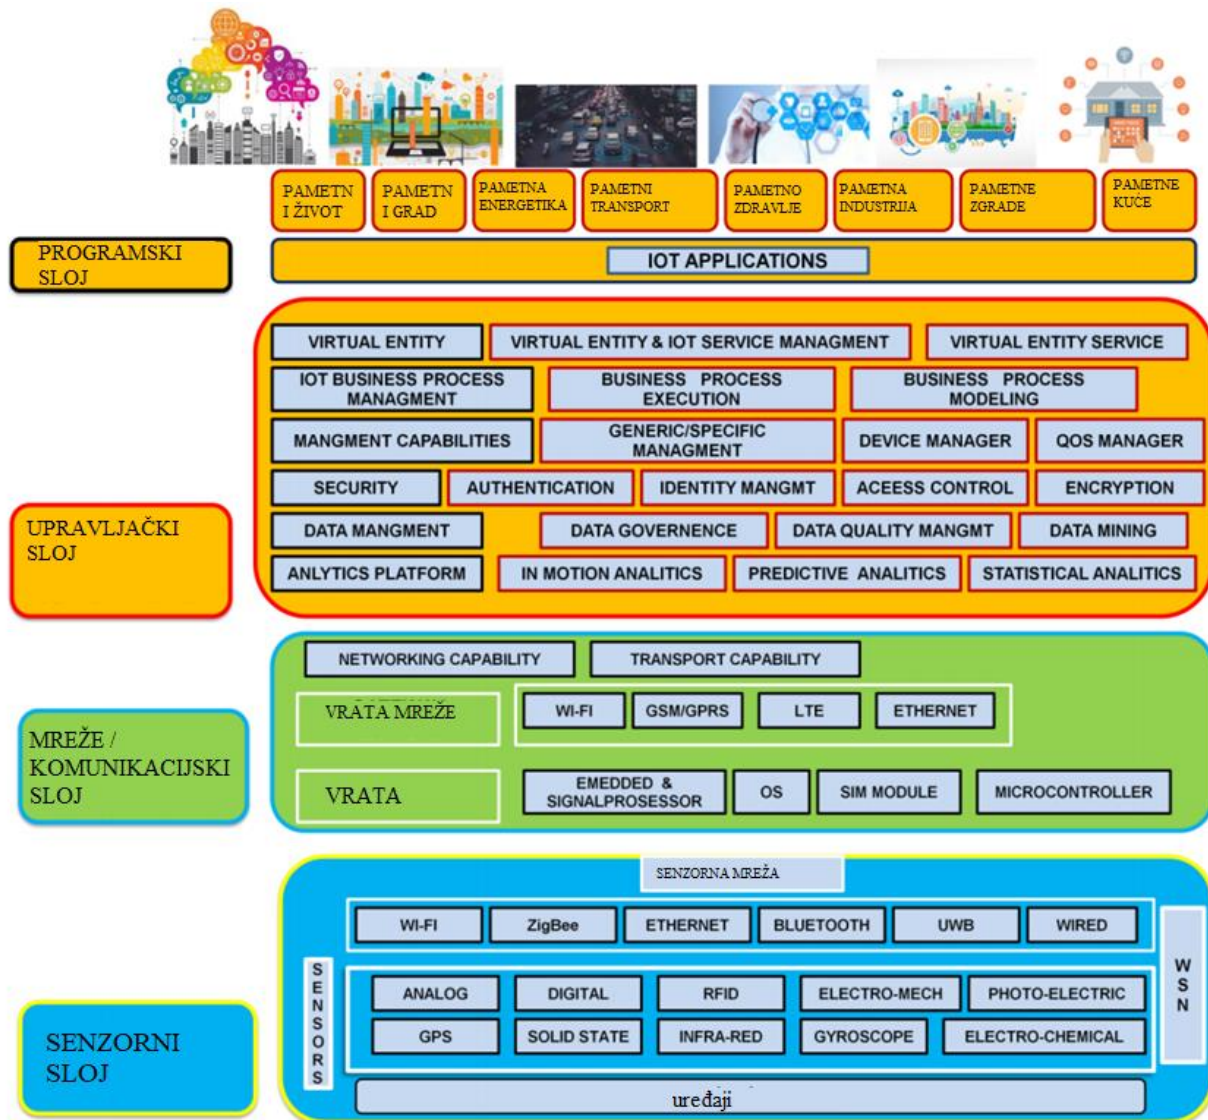 PAMETN
I ŽIVOT
PAMETN
I GRAD
PAMETNA
ENERGETIKA
PAMETNI
TRANSPORT
PAMETNO
ZDRAVLJE
PAMETNA
INDUSTRIJA
PAMETNE
ZGRADE
PAMETNE
KUĆE
PROGRAMSKI
SLOJ
IOT APPLICATIONS
VIRTUAL ENTITY
VIRTUAL ENTITY & IOT SERVICE MANAGMENT
VIRTUAL ENTITY SERVICE
IOT BUSINESS PROCESS
MANAGMENT
BUSINESS PROCESS
EXECUTION
BUSINESS PROCESS
MODELING
MANGMENT CAPABILITIES
GENERIC/SPECIFIC
MANAGMENT
DEVICE MANAGER
QOS MANAGER
SECURITY
AUTHENTICATION
IDENTITY MANGMT
ACEESS CONTROL
ENCRYPTION
UPRAVLJAČKI
SLOJ
DATA MANGMENT
DATA GOVERNENCE
DATA QUALITY MANGMT
DATA MINING
ANLYTICS PLATFORM
IN MOTION ANALITICS
PREDICTIVE ANALITICS
STATISTICAL ANALITICS
NETWORKING CAPABILITY
TRANSPORT CAPABILITY
VRATA MREŽE
WI-FI
GSM/GPRS
LTE
ETHERNET
MREŽE /
KOMUNIKACIJSKI
SLOJ
VRATA
EMEDDED &
SIGNALPROSESSOR
OS
SIM MODULE
MICROCONTROLLER
SENZORNA MREŽA
WI-FI
ZigBee
ETHERNET
BLUETOOTH
UWB
WIRED
SENSORS
WSN
ANALOG
DIGITAL
RFID
ELECTRO-MECH
PHOTO-ELECTRIC
GPS
SOLID STATE
INFRA-RED
GYROSCOPE
ELECTRO-CHEMICAL
SENZORNI
SLOJ
uređaji